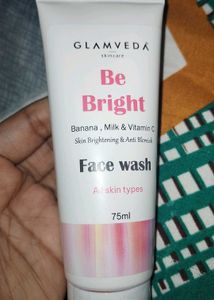 GLAMVEDA
skincare
Be
Bright
Banana , Milk & Vitamin C
Skin Brightening & Anti Blemish
Face wash
All skin types
75ml